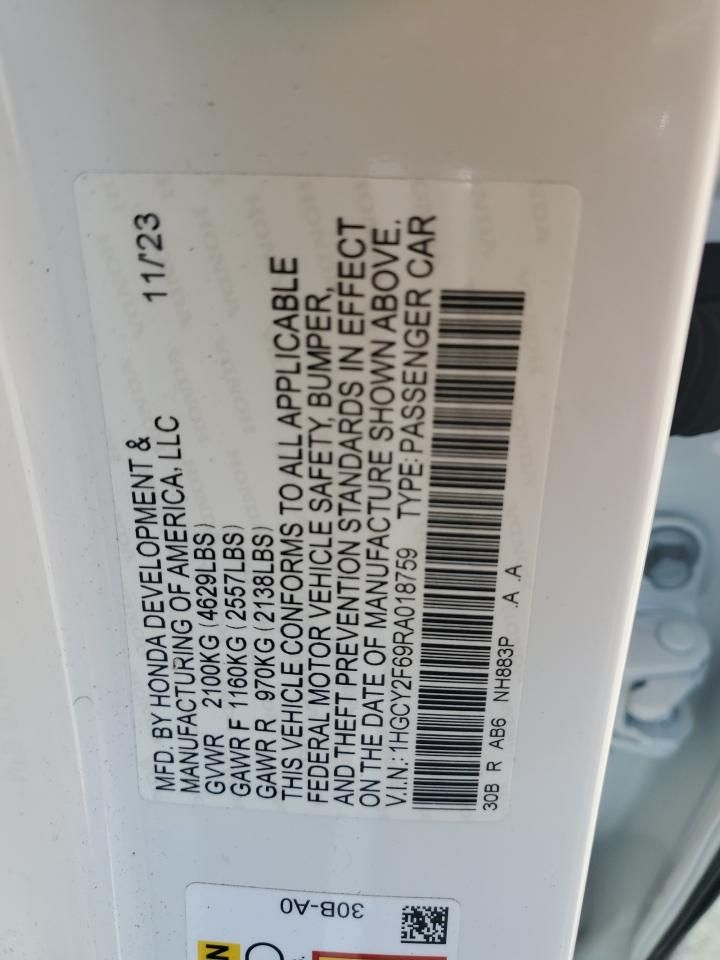 MFD. BY HONDA DEVELOPMENT & 11/23
MANUFACTURING OF AMERICA, LLC
GVWR 2100KG (4629LBS)
GAWR F 1160KG (2557LBS)
GAWR R 970KG (2138LBS)
THIS VEHICLE CONFORMS TO ALL APPLICABLE
FEDERAL MOTOR VEHICLE SAFETY, BUMPER,
AND THEFT PREVENTION STANDARDS IN EFFECT
ON THE DATE OF MANUFACTURE SHOWN ABOVE.
V.I.N.: 1HGCY2F69RA018759 TYPE: PASSENGER CAR
30B R AB6 NH883P .A .A
30B-A0